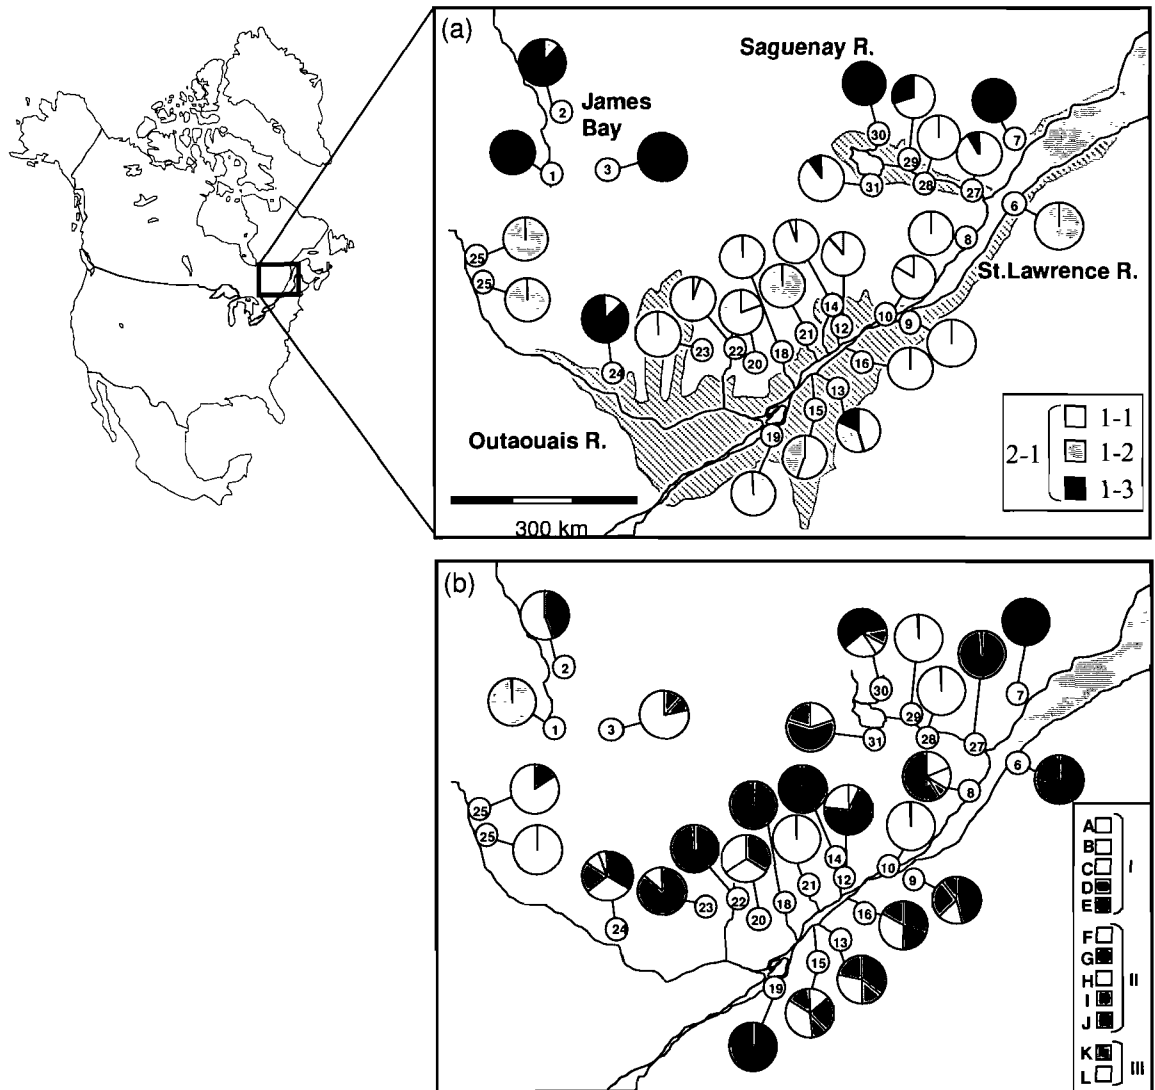 (a)
Saguenay R.
James
Bay
2
1
3
30
29
28
27
7
31
6
8
25
25
St.Lawrence R.
14
10
9
21
12
24
23
22
20
18
16
13
15
19
Outaouais R.
300 km
2-1
1-1
1-2
1-3
(b)
2
1
3
30
29
28
27
7
31
6
8
25
25
14
10
9
21
12
24
23
22
20
18
16
13
15
19
A
B
C
D
E
I
F
G
H
I
J
II
K
L
III